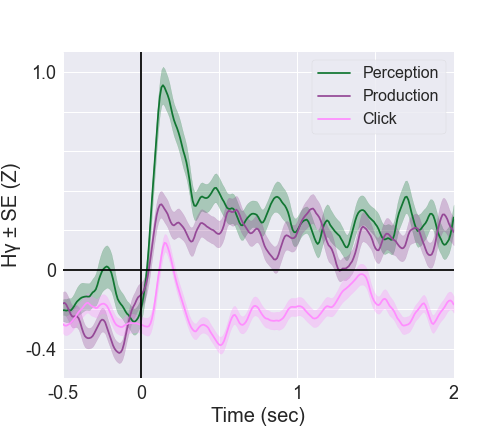 Perception
Production
Click
Hγ ± SE (Z)
1.0
0
-0.4
-0.5
0
1
2
Time (sec)